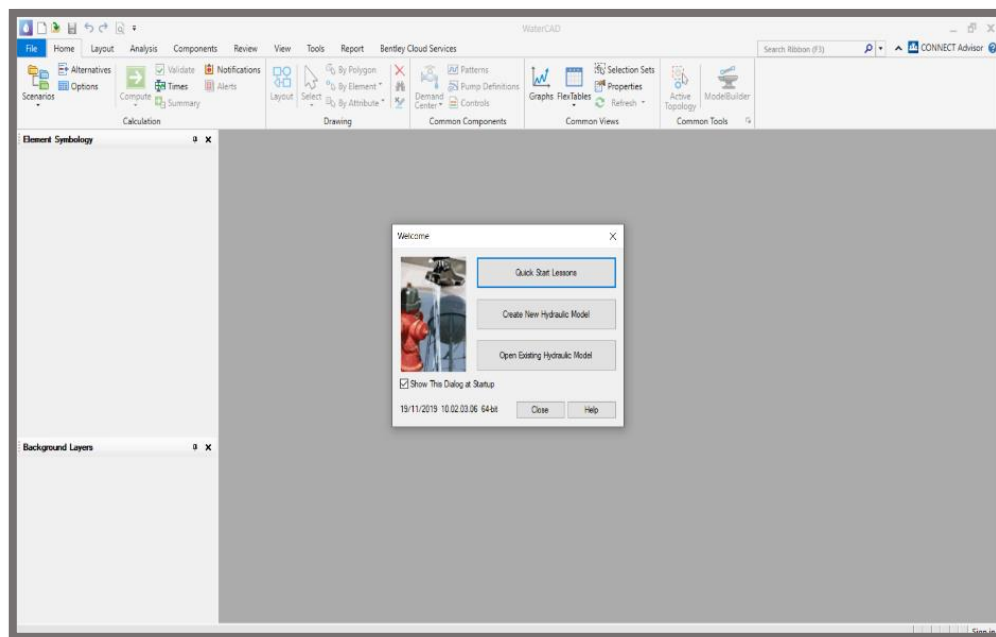 WaterCAD
File Home Layout Analysis Components Review View Tools Report Bentley Cloud Services Search Ribbon (F3) CONNECT Advisor
Scenarios
Alternatives
Options
Compute
Validate
Times
Summary
Notifications
Alerts
Calculation
Layout
Select
By Polygon
By Element
By Attribute
Drawing
Demand Center
Patterns
Pump Definitions
Controls
Common Components
Graphs
FlexTables
Selection Sets
Properties
Refresh
Common Views
Active Topology
ModelBuilder
Common Tools
Element Symbology
Welcome
Quick Start Lessons
Create New Hydraulic Model
Open Existing Hydraulic Model
Show This Dialog at Startup
19/11/2019 10.02.03.06 64-bit
Close
Help
Background Layers
Sign in